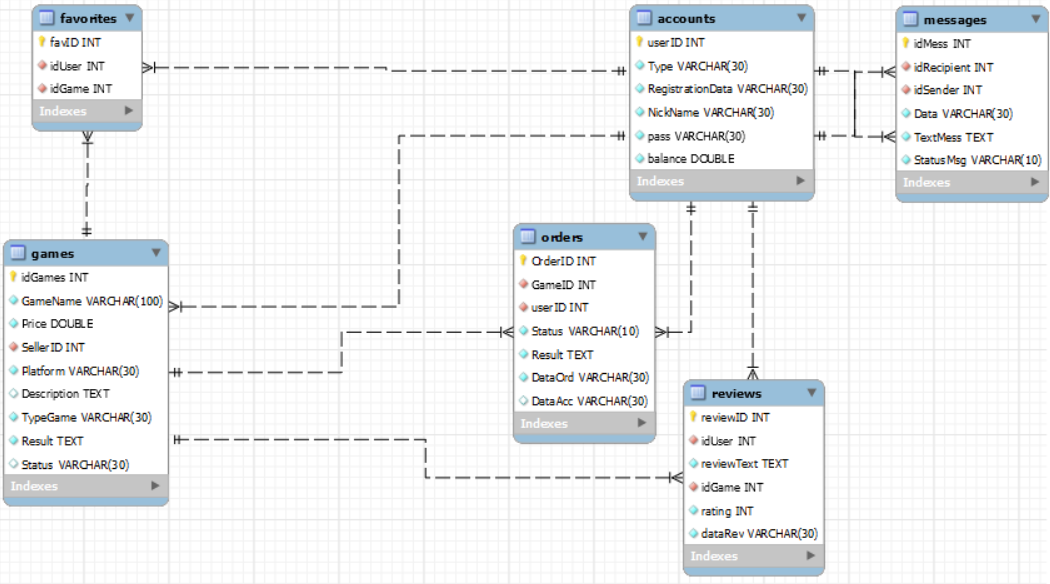 favorites
favID INT
idUser INT
idGame INT
Indexes
accounts
userID INT
Type VARCHAR(30)
RegistrationData VARCHAR(30)
NickName VARCHAR(30)
pass VARCHAR(30)
balance DOUBLE
Indexes
messages
idMess INT
idRecipient INT
idSender INT
Data VARCHAR(30)
TextMess TEXT
StatusMsg VARCHAR(10)
Indexes
games
idGames INT
GameName VARCHAR(100)
Price DOUBLE
SellerID INT
Platform VARCHAR(30)
Description TEXT
TypeGame VARCHAR(30)
Result TEXT
Status VARCHAR(30)
Indexes
orders
OrderID INT
GameID INT
userID INT
Status VARCHAR(10)
Result TEXT
DataOrd VARCHAR(30)
DataAcc VARCHAR(30)
Indexes
reviews
reviewID INT
idUser INT
reviewText TEXT
idGame INT
rating INT
dataRev VARCHAR(30)
Indexes